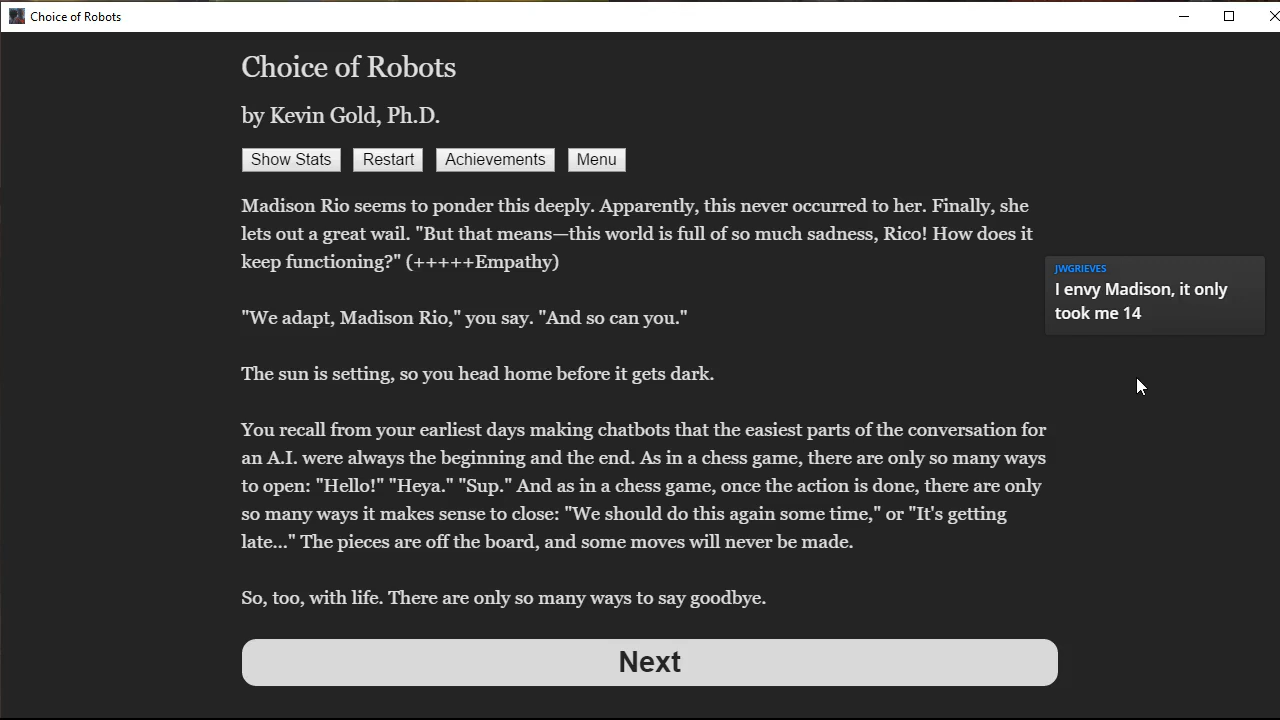 Choice of Robots
Choice of Robots
by Kevin Gold, Ph.D.
Show Stats Restart Achievements Menu
Madison Rio seems to ponder this deeply. Apparently, this never occurred to her. Finally, she
lets out a great wail. "But that means—this world is full of so much sadness, Rico! How does it
keep functioning?" (+++++Empathy)
JWGRIEVES
I envy Madison, it only
took me 14
"We adapt, Madison Rio," you say. "And so can you."
The sun is setting, so you head home before it gets dark.
You recall from your earliest days making chatbots that the easiest parts of the conversation for
an A.I. were always the beginning and the end. As in a chess game, there are only so many ways
to open: "Hello!" "Heya." "Sup." And as in a chess game, once the action is done, there are only
so many ways it makes sense to close: "We should do this again some time," or "It's getting
late..." The pieces are off the board, and some moves will never be made.
So, too, with life. There are only so many ways to say goodbye.
Next